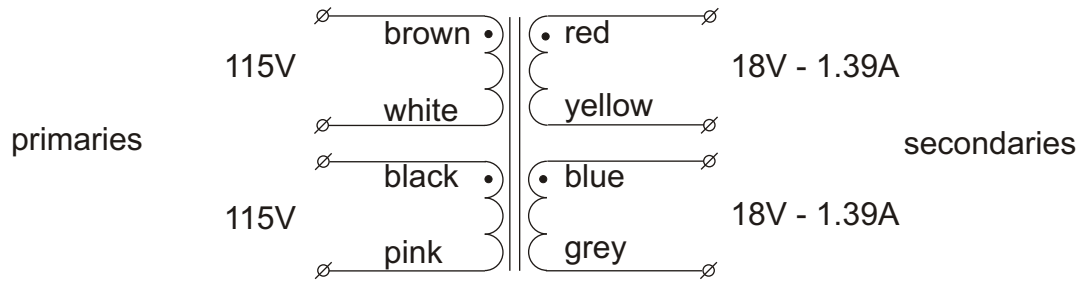 brown
red
115V
18V - 1.39A
white
yellow
primaries
secondaries
black
blue
115V
18V - 1.39A
pink
grey